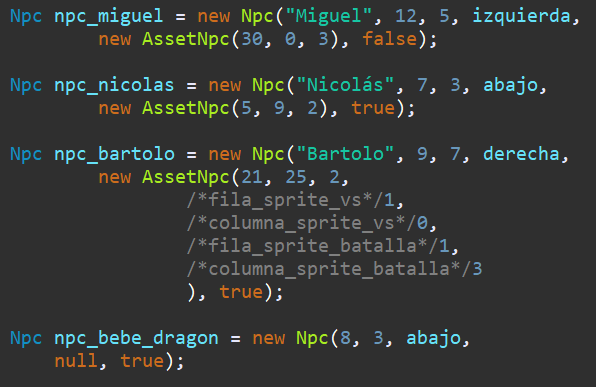 Npc npc_miguel = new Npc("Miguel", 12, 5, izquierda,
new AssetNpc(30, 0, 3), false);
Npc npc_nicolas = new Npc("Nicolás", 7, 3, abajo,
new AssetNpc(5, 9, 2), true);
Npc npc_bartolo = new Npc("Bartolo", 9, 7, derecha,
new AssetNpc(21, 25, 2,
/*fila_sprite_vs*/1,
/*columna_sprite_vs*/0,
/*fila_sprite_batalla*/1,
/*columna_sprite_batalla*/3
), true);
Npc npc_bebe_dragon = new Npc(8, 3, abajo,
null, true);